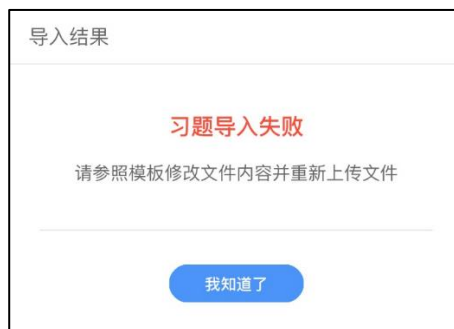 导入结果
习题导入失败
请参照模板修改文件内容并重新上传文件
我知道了